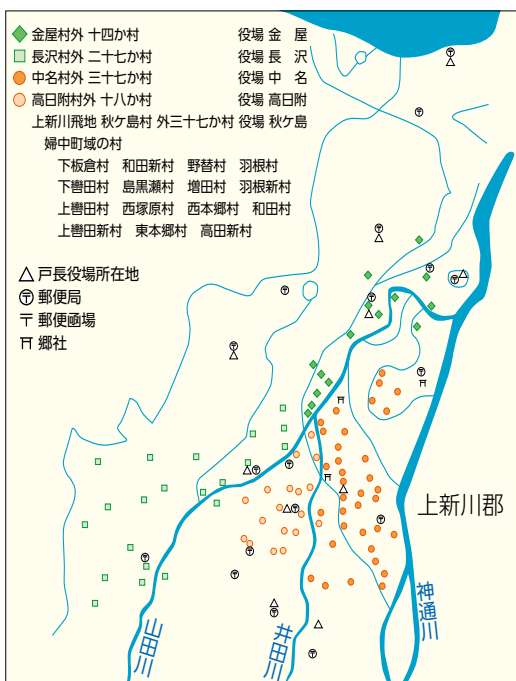 金屋村外 十四か村 役場 金 屋
長沢村外 二十七か村 役場 長 沢
中名村外 三十七か村 役場 中 名
高日附村外 十八か村 役場 高日附
上新川飛地 秋ケ島村 外三十七か村 役場 秋ケ島
婦中町域の村
下板倉村 和田新村 野替村 羽根村
下轡田村 島黒瀬村 増田村 羽根新村
上轡田村 西塚原村 西本郷村 和田村
上轡田新村 東本郷村 高田新村
戸長役場所在地
郵便局
郵便凾場
郷社
上新川郡
神通川
井田川
山田川